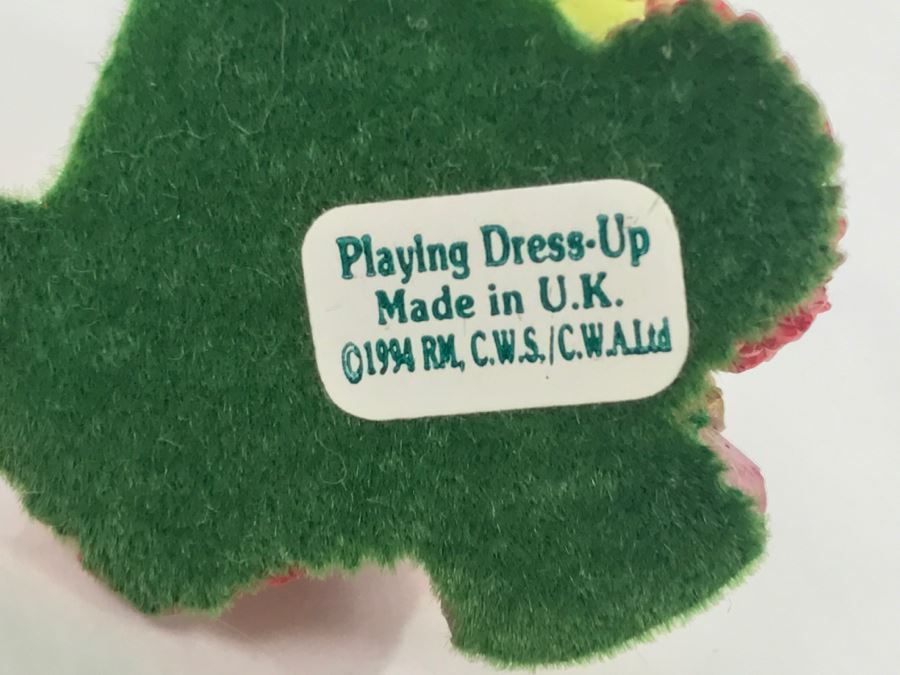 Playing Dress-Up
Made in U.K.
©1994 RM, C.W.S./C.W.A.Ltd